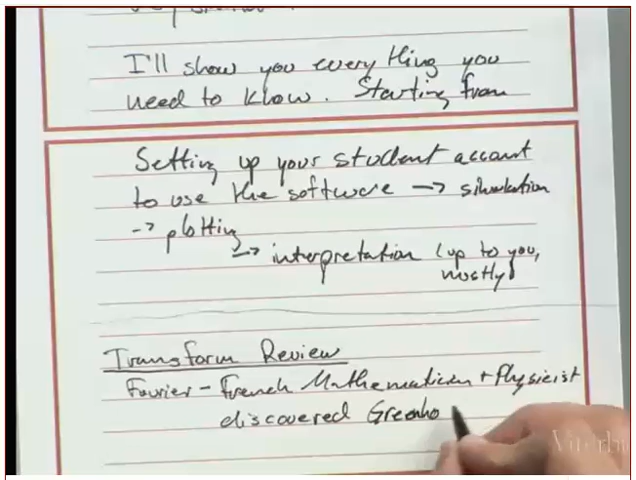 I'll show you everything you
need to know. Starting from
Setting up your student account
to use the software → simulation
→ plotting
→ interpretation (up to you,
mostly)
Transform Review
Fourier - French Mathematician + Physicist
discovered Greenho